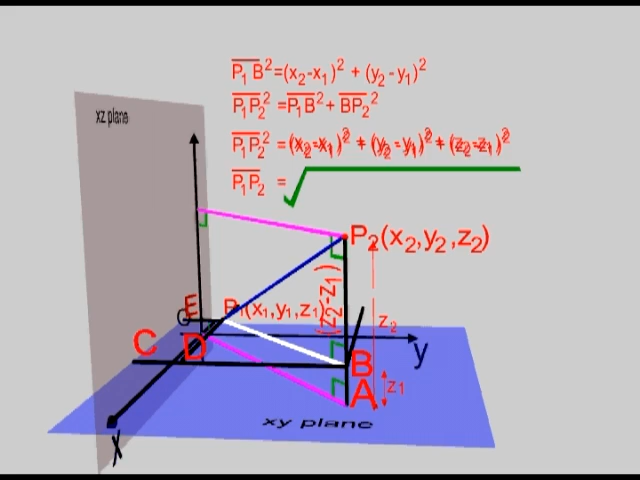 P₁B² =(x₂-x₁)² + (y₂-y₁)²
P₁P₂² =P₁B² + BP₂²
P₁P₂² =(x₂-x₁)² + (y₂-y₁)² + (z₂-z₁)²
P₁P₂ = √
xz plane
P₂(x₂,y₂,z₂)
(z₂-z₁)
E P₁(x₁,y₁,z₁)
z₂
C D B y
z₁
A
xy plane
x